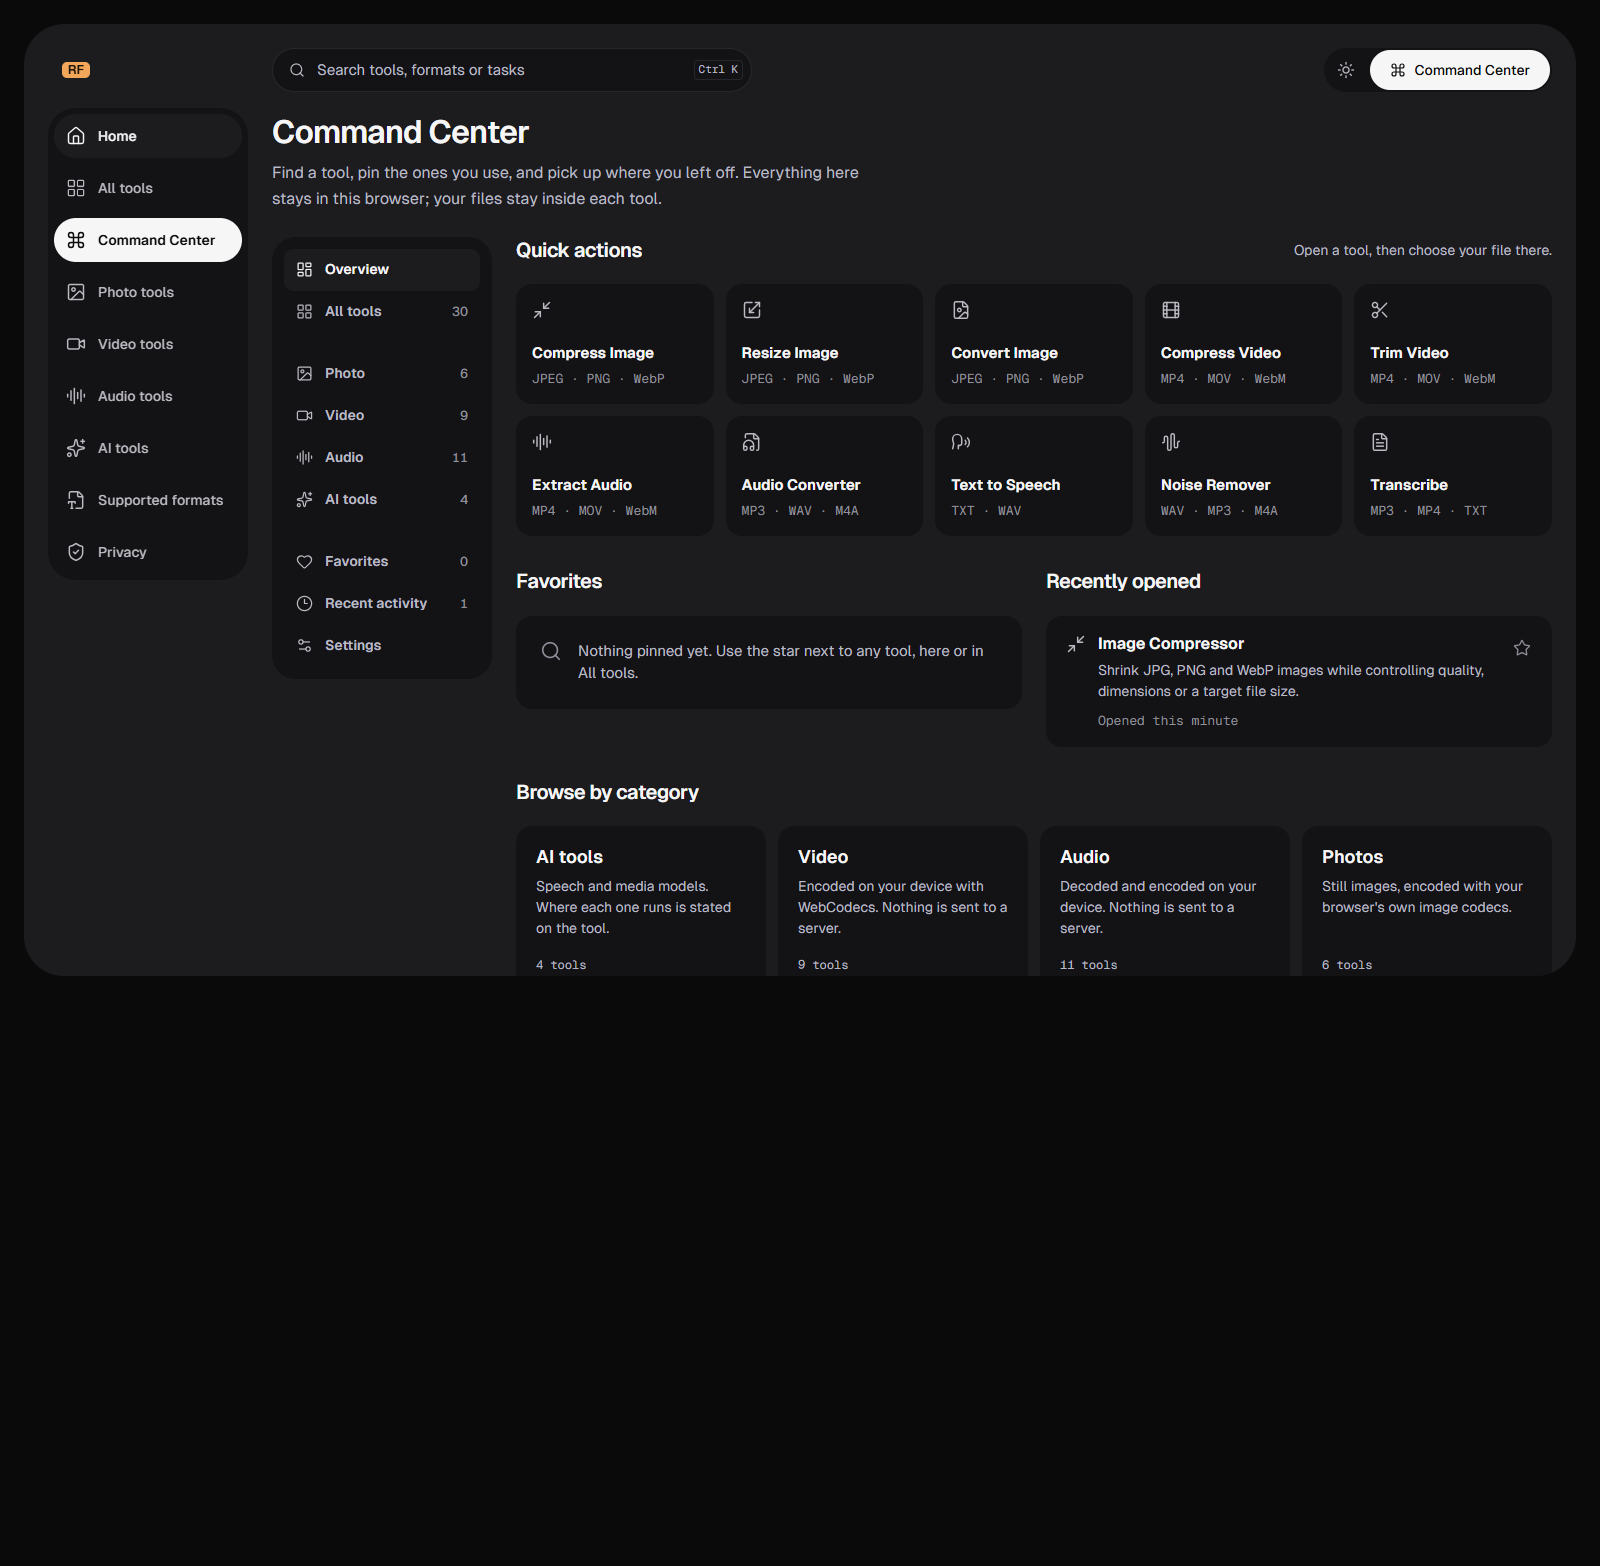 RF
Search tools, formats or tasks
Ctrl K
Command Center
Home
All tools
Command Center
Photo tools
Video tools
Audio tools
AI tools
Supported formats
Privacy
Command Center
Find a tool, pin the ones you use, and pick up where you left off. Everything here
stays in this browser; your files stay inside each tool.
Overview
All tools 30
Photo 6
Video 9
Audio 11
AI tools 4
Favorites 0
Recent activity 1
Settings
Quick actions
Open a tool, then choose your file there.
Compress Image
JPEG · PNG · WebP
Resize Image
JPEG · PNG · WebP
Convert Image
JPEG · PNG · WebP
Compress Video
MP4 · MOV · WebM
Trim Video
MP4 · MOV · WebM
Extract Audio
MP4 · MOV · WebM
Audio Converter
MP3 · WAV · M4A
Text to Speech
TXT · WAV
Noise Remover
WAV · MP3 · M4A
Transcribe
MP3 · MP4 · TXT
Favorites
Nothing pinned yet. Use the star next to any tool, here or in
All tools.
Recently opened
Image Compressor
Shrink JPG, PNG and WebP images while controlling quality,
dimensions or a target file size.
Opened this minute
Browse by category
AI tools
Speech and media models.
Where each one runs is stated
on the tool.
4 tools
Video
Encoded on your device with
WebCodecs. Nothing is sent to a
server.
9 tools
Audio
Decoded and encoded on your
device. Nothing is sent to a
server.
11 tools
Photos
Still images, encoded with your
browser's own image codecs.
6 tools